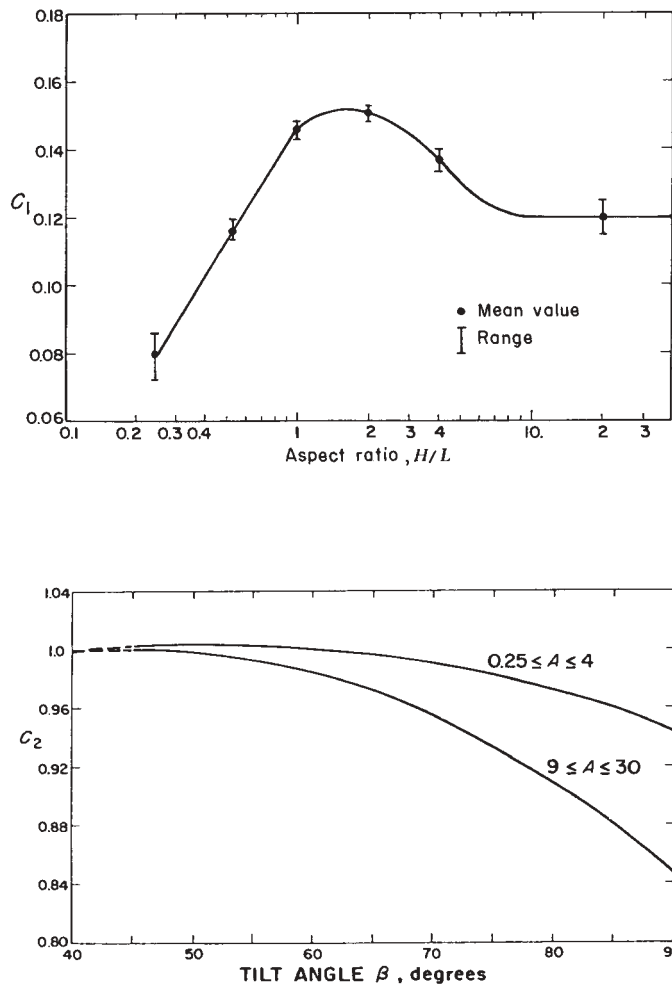 0.18
0.16
0.14
C₁ 0.12
0.10
0.08
0.06
● Mean value
Range
0.1 0.2 0.3 0.4 1 2 3 4 10. 2 3
Aspect ratio, H/L
1.04
1.0
0.96
C₂
0.92
0.88
0.84
0.80
0.25 ≤ A ≤ 4
9 ≤ A ≤ 30
40 50 60 70 80 9
TILT ANGLE β, degrees